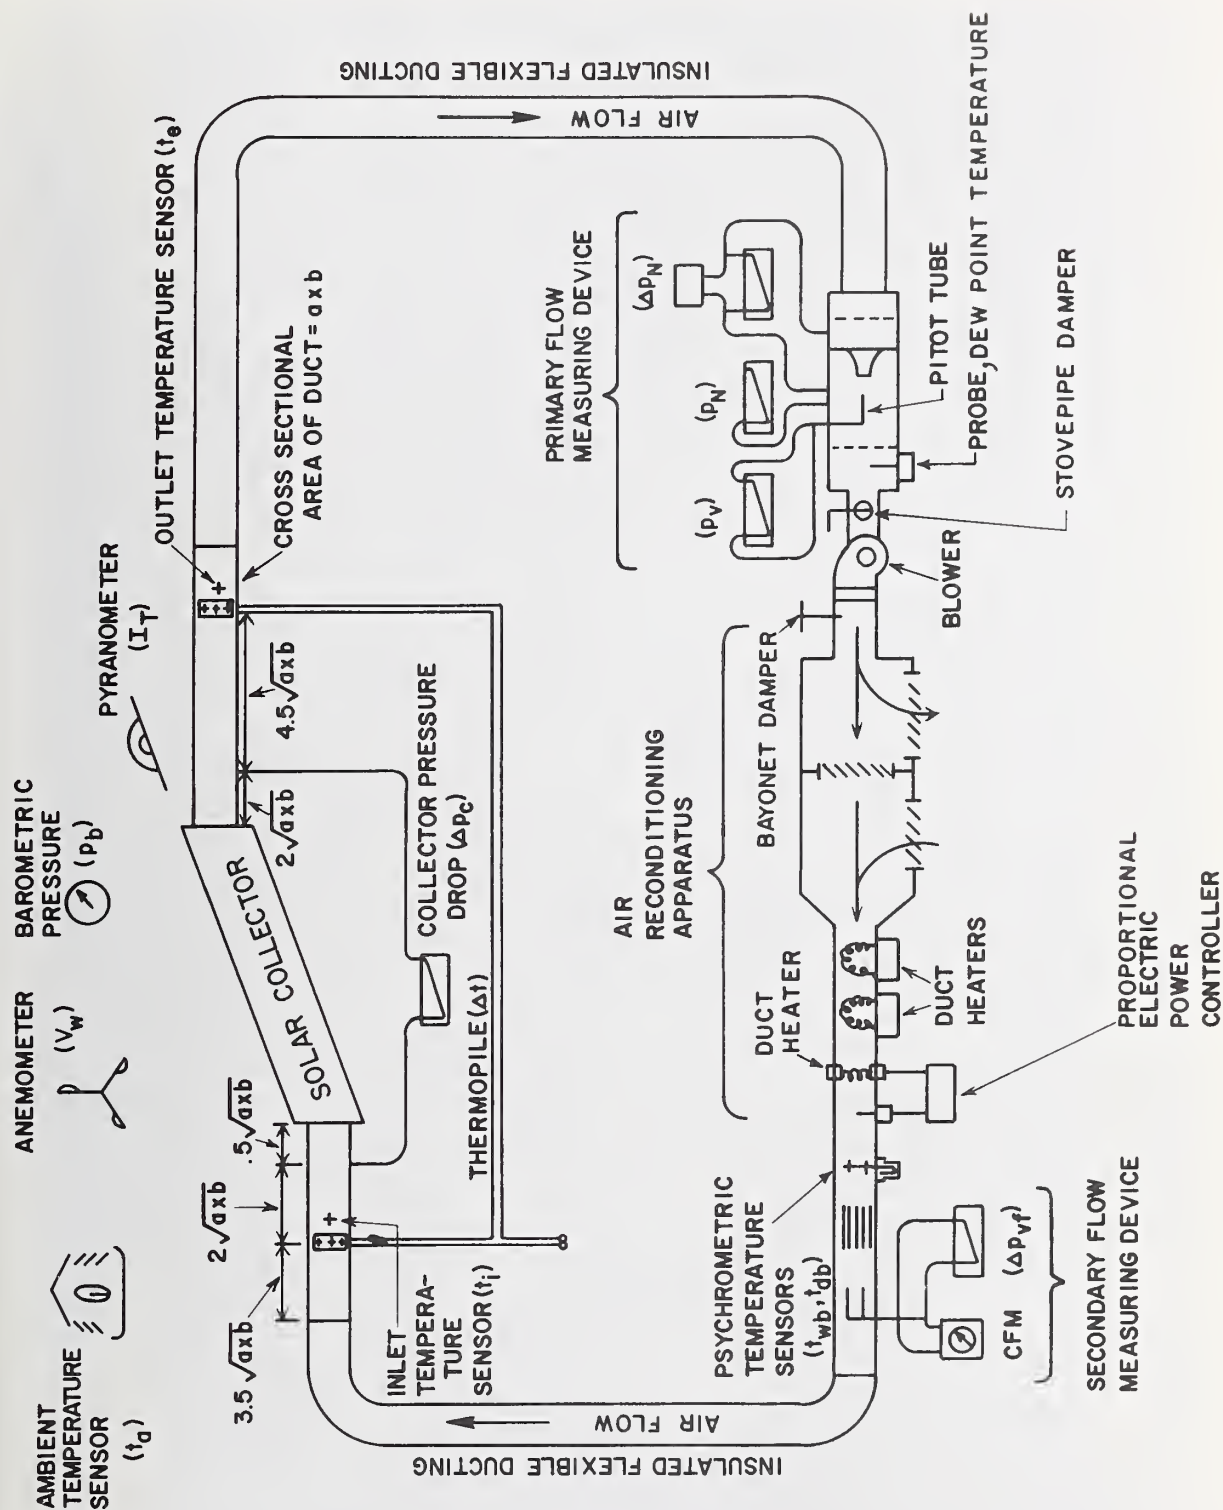 AMBIENT
TEMPERATURE
SENSOR
(tₐ)
ANEMOMETER
(V_w)
BAROMETRIC
PRESSURE
(p_b)
PYRANOMETER
(I_T)
OUTLET TEMPERATURE SENSOR (t_e)
CROSS SECTIONAL
AREA OF DUCT = a x b
INSULATED FLEXIBLE DUCTING
AIR FLOW
3.5√axb
2√axb
.5√axb
SOLAR COLLECTOR
2√axb
4.5√axb
COLLECTOR PRESSURE
DROP (Δp_c)
THERMOPILE (Δt)
INLET
TEMPERA-
TURE
SENSOR (t_i)
AIR FLOW
INSULATED FLEXIBLE DUCTING
PRIMARY FLOW
MEASURING DEVICE
(p_V)
(p_N)
(Δp_N)
PITOT TUBE
PROBE, DEW POINT TEMPERATURE
STOVEPIPE DAMPER
BLOWER
BAYONET DAMPER
AIR
RECONDITIONING
APPARATUS
DUCT
HEATER
DUCT
HEATERS
PROPORTIONAL
ELECTRIC
POWER
CONTROLLER
PSYCHROMETRIC
TEMPERATURE
SENSORS
(t_wb, t_db)
CFM (Δp_vf)
SECONDARY FLOW
MEASURING DEVICE